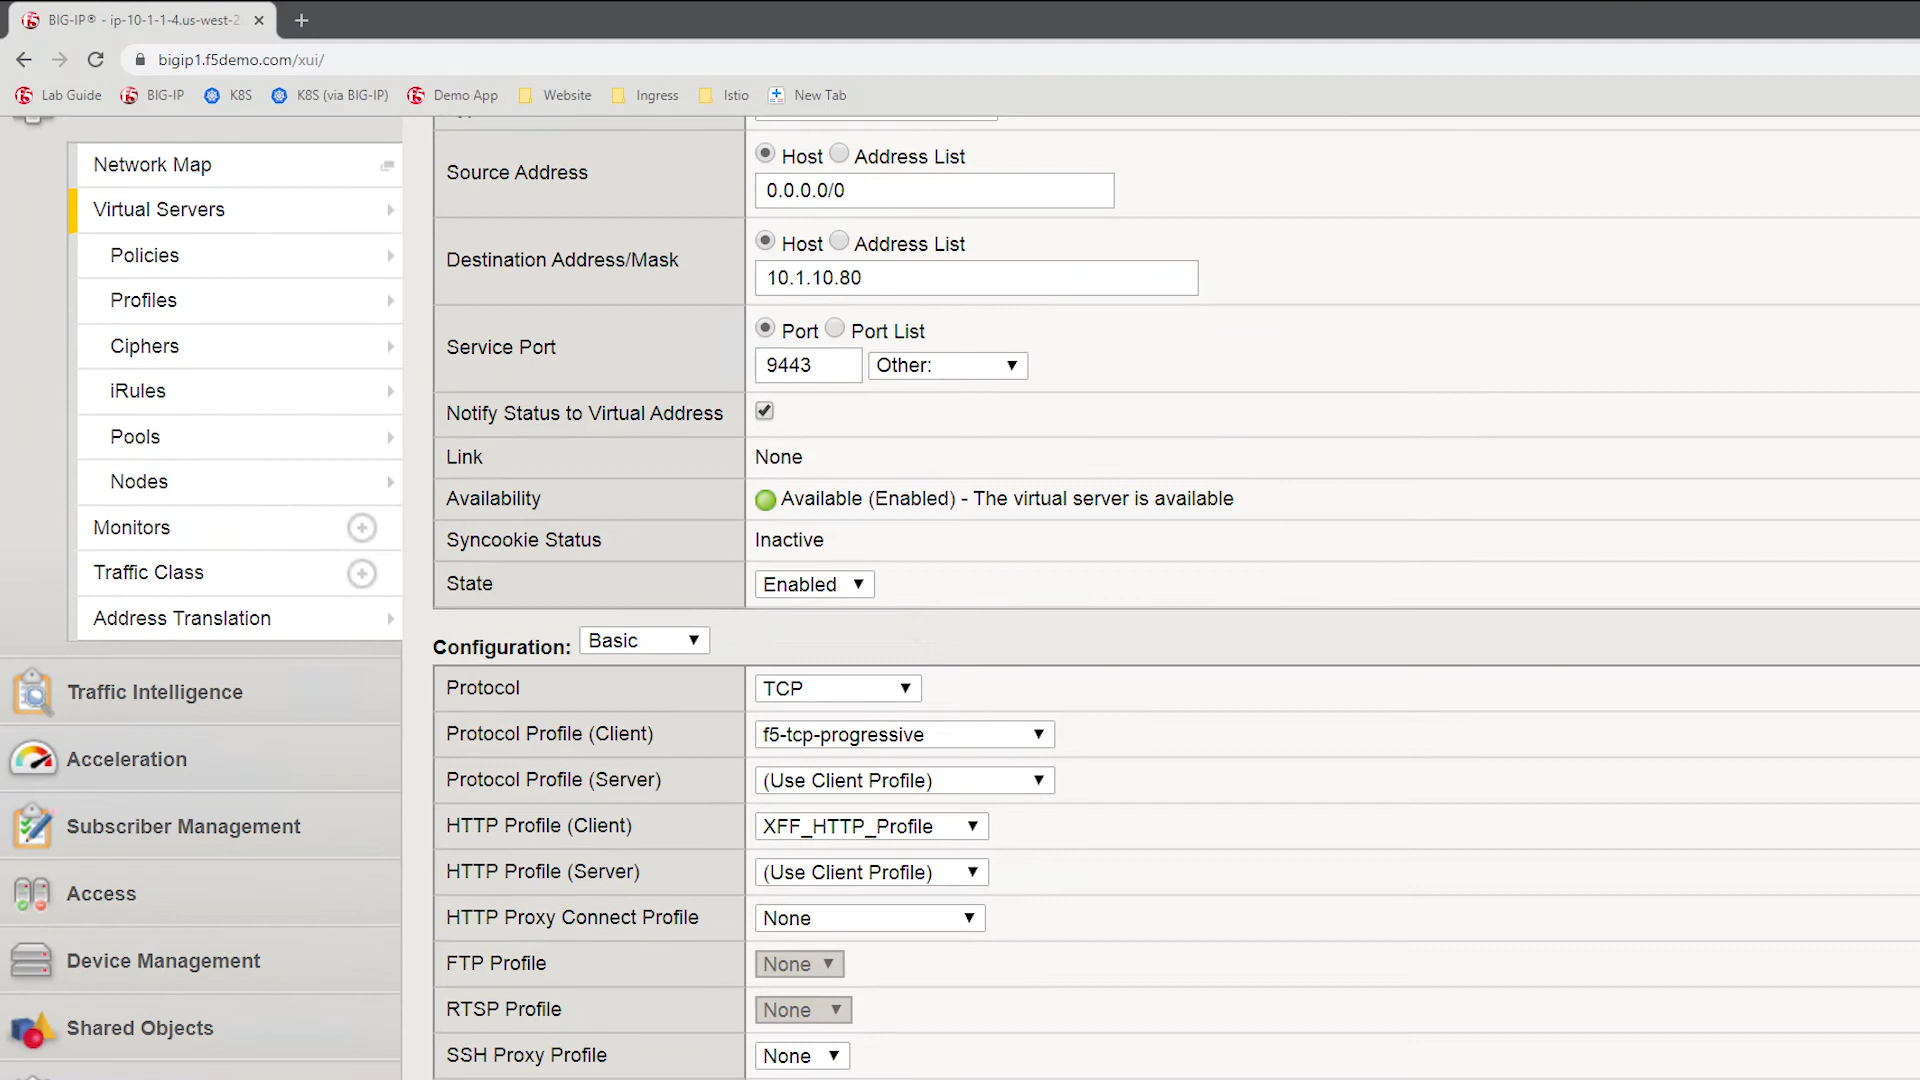 BIG-IP® - ip-10-1-1-4.us-west-2
bigip1.f5demo.com/xui/
Lab Guide BIG-IP K8S K8S (via BIG-IP) Demo App Website Ingress Istio New Tab
Network Map
Virtual Servers
Policies
Profiles
Ciphers
iRules
Pools
Nodes
Monitors
Traffic Class
Address Translation
Traffic Intelligence
Acceleration
Subscriber Management
Access
Device Management
Shared Objects
Source Address
Host Address List
0.0.0.0/0
Destination Address/Mask
Host Address List
10.1.10.80
Service Port
Port Port List
9443 Other:
Notify Status to Virtual Address
Link None
Availability Available (Enabled) - The virtual server is available
Syncookie Status Inactive
State Enabled
Configuration: Basic
Protocol TCP
Protocol Profile (Client) f5-tcp-progressive
Protocol Profile (Server) (Use Client Profile)
HTTP Profile (Client) XFF_HTTP_Profile
HTTP Profile (Server) (Use Client Profile)
HTTP Proxy Connect Profile None
FTP Profile None
RTSP Profile None
SSH Proxy Profile None